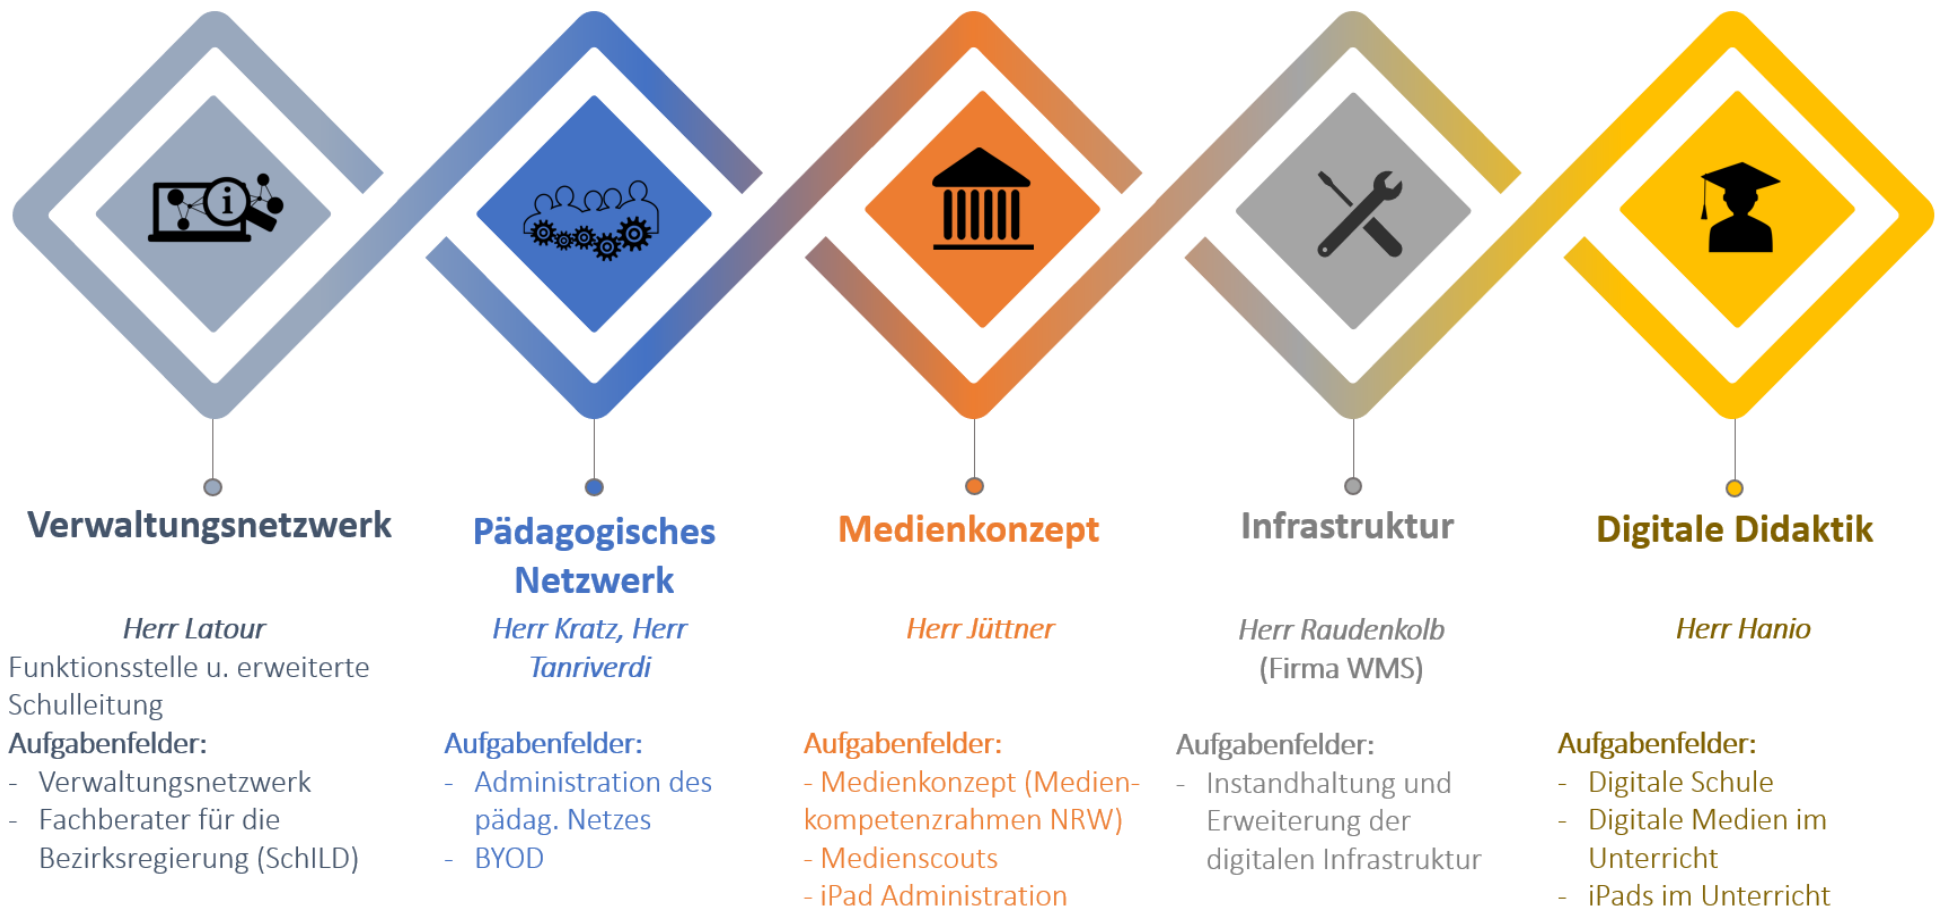 i
Verwaltungsnetzwerk
Herr Latour
Funktionsstelle u. erweiterte
Schulleitung
Aufgabenfelder:
- Verwaltungsnetzwerk
- Fachberater für die
Bezirksregierung (SchILD)
Pädagogisches
Netzwerk
Herr Kratz, Herr
Tanriverdi
Aufgabenfelder:
- Administration des
pädag. Netzes
- BYOD
Medienkonzept
Herr Jüttner
Aufgabenfelder:
- Medienkonzept (Medien-
kompetenzrahmen NRW)
- Medienscouts
- iPad Administration
Infrastruktur
Herr Raudenkolb
(Firma WMS)
Aufgabenfelder:
- Instandhaltung und
Erweiterung der
digitalen Infrastruktur
Digitale Didaktik
Herr Hanio
Aufgabenfelder:
- Digitale Schule
- Digitale Medien im
Unterricht
- iPads im Unterricht